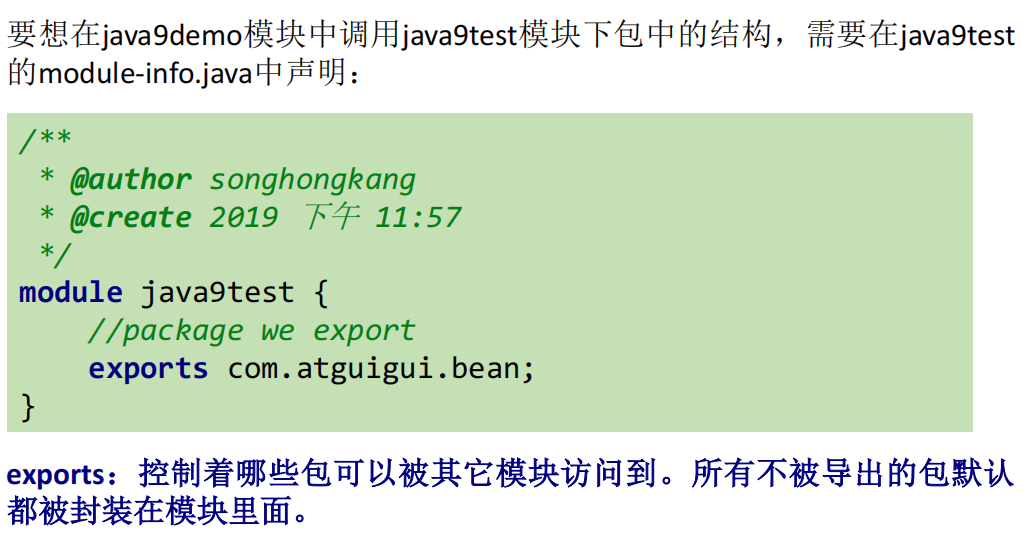 要想在java9demo模块中调用java9test模块下包中的结构，需要在java9test
的module-info.java中声明：
/**
 * @author songhongkang
 * @create 2019 下午 11:57
 */
module java9test {
    //package we export
    exports com.atguigui.bean;
}
exports：控制着哪些包可以被其它模块访问到。所有不被导出的包默认
都被封装在模块里面。